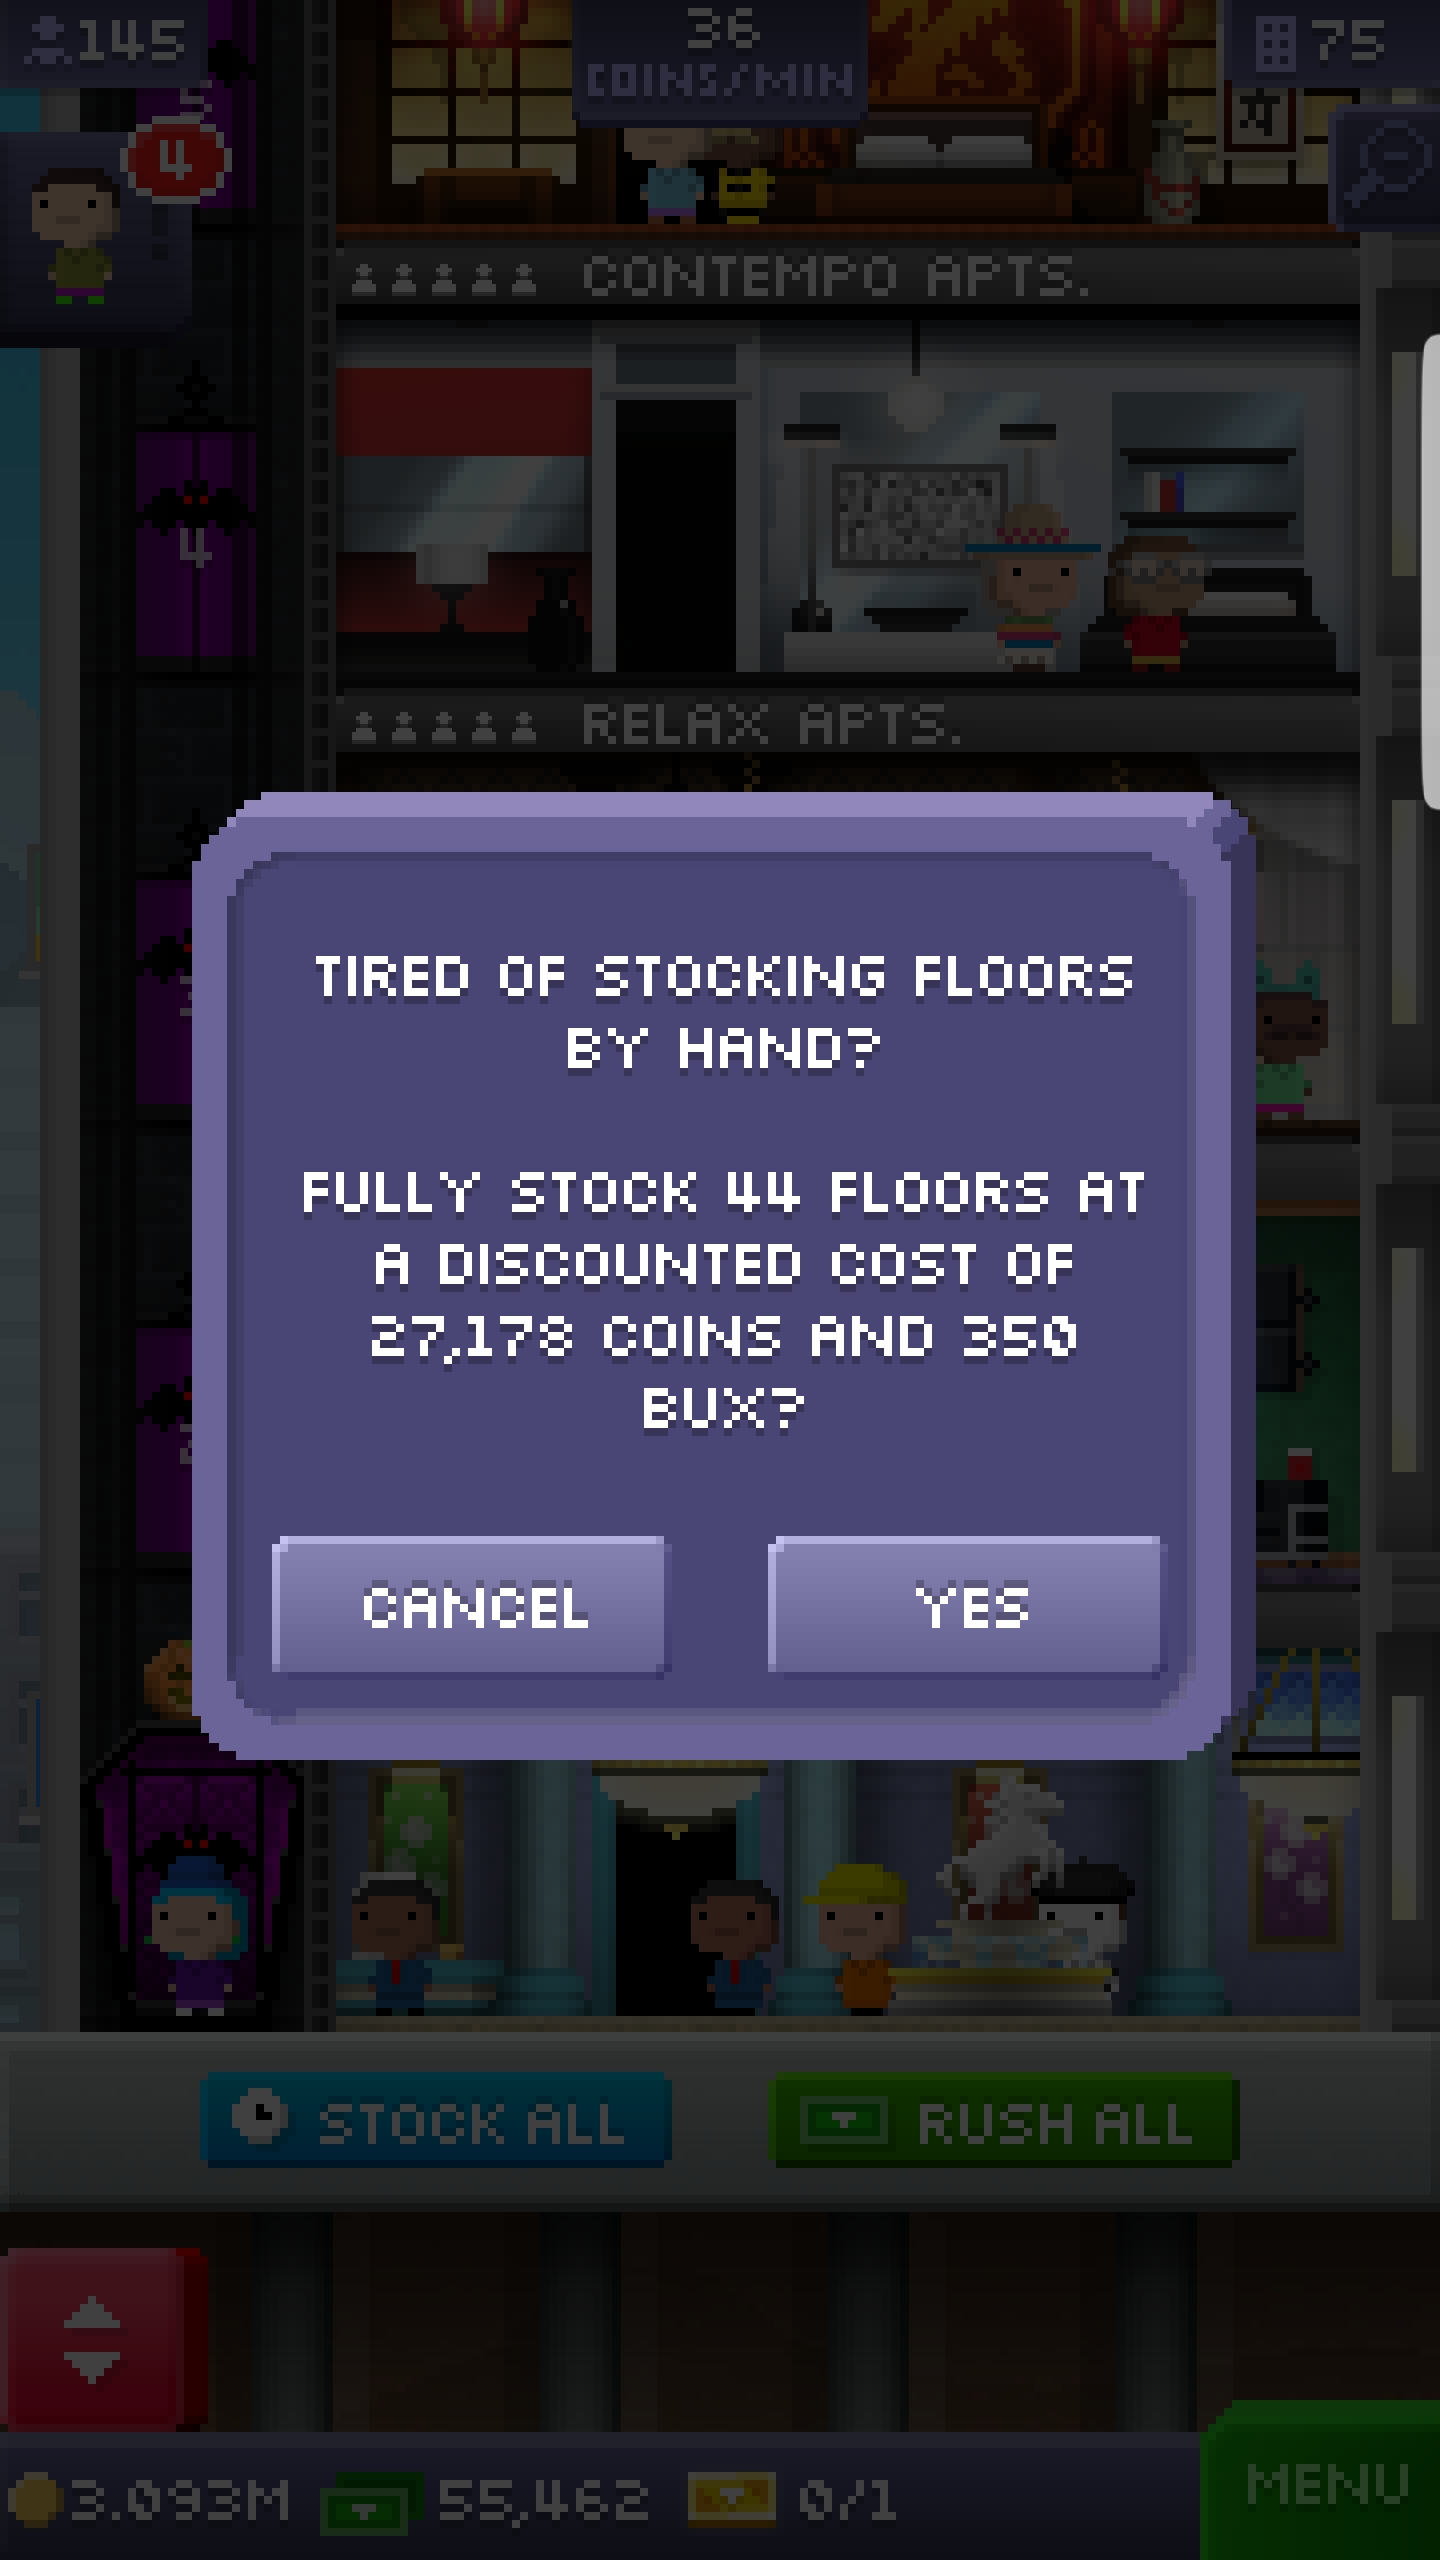 145
36
COINS/MIN
75
4
CONTEMPO APTS.
4
RELAX APTS.
TIRED OF STOCKING FLOORS
BY HAND?
FULLY STOCK 44 FLOORS AT
A DISCOUNTED COST OF
27,178 COINS AND 350
BUX?
CANCEL
YES
STOCK ALL
RUSH ALL
3.093M
55,462
0/1
MENU